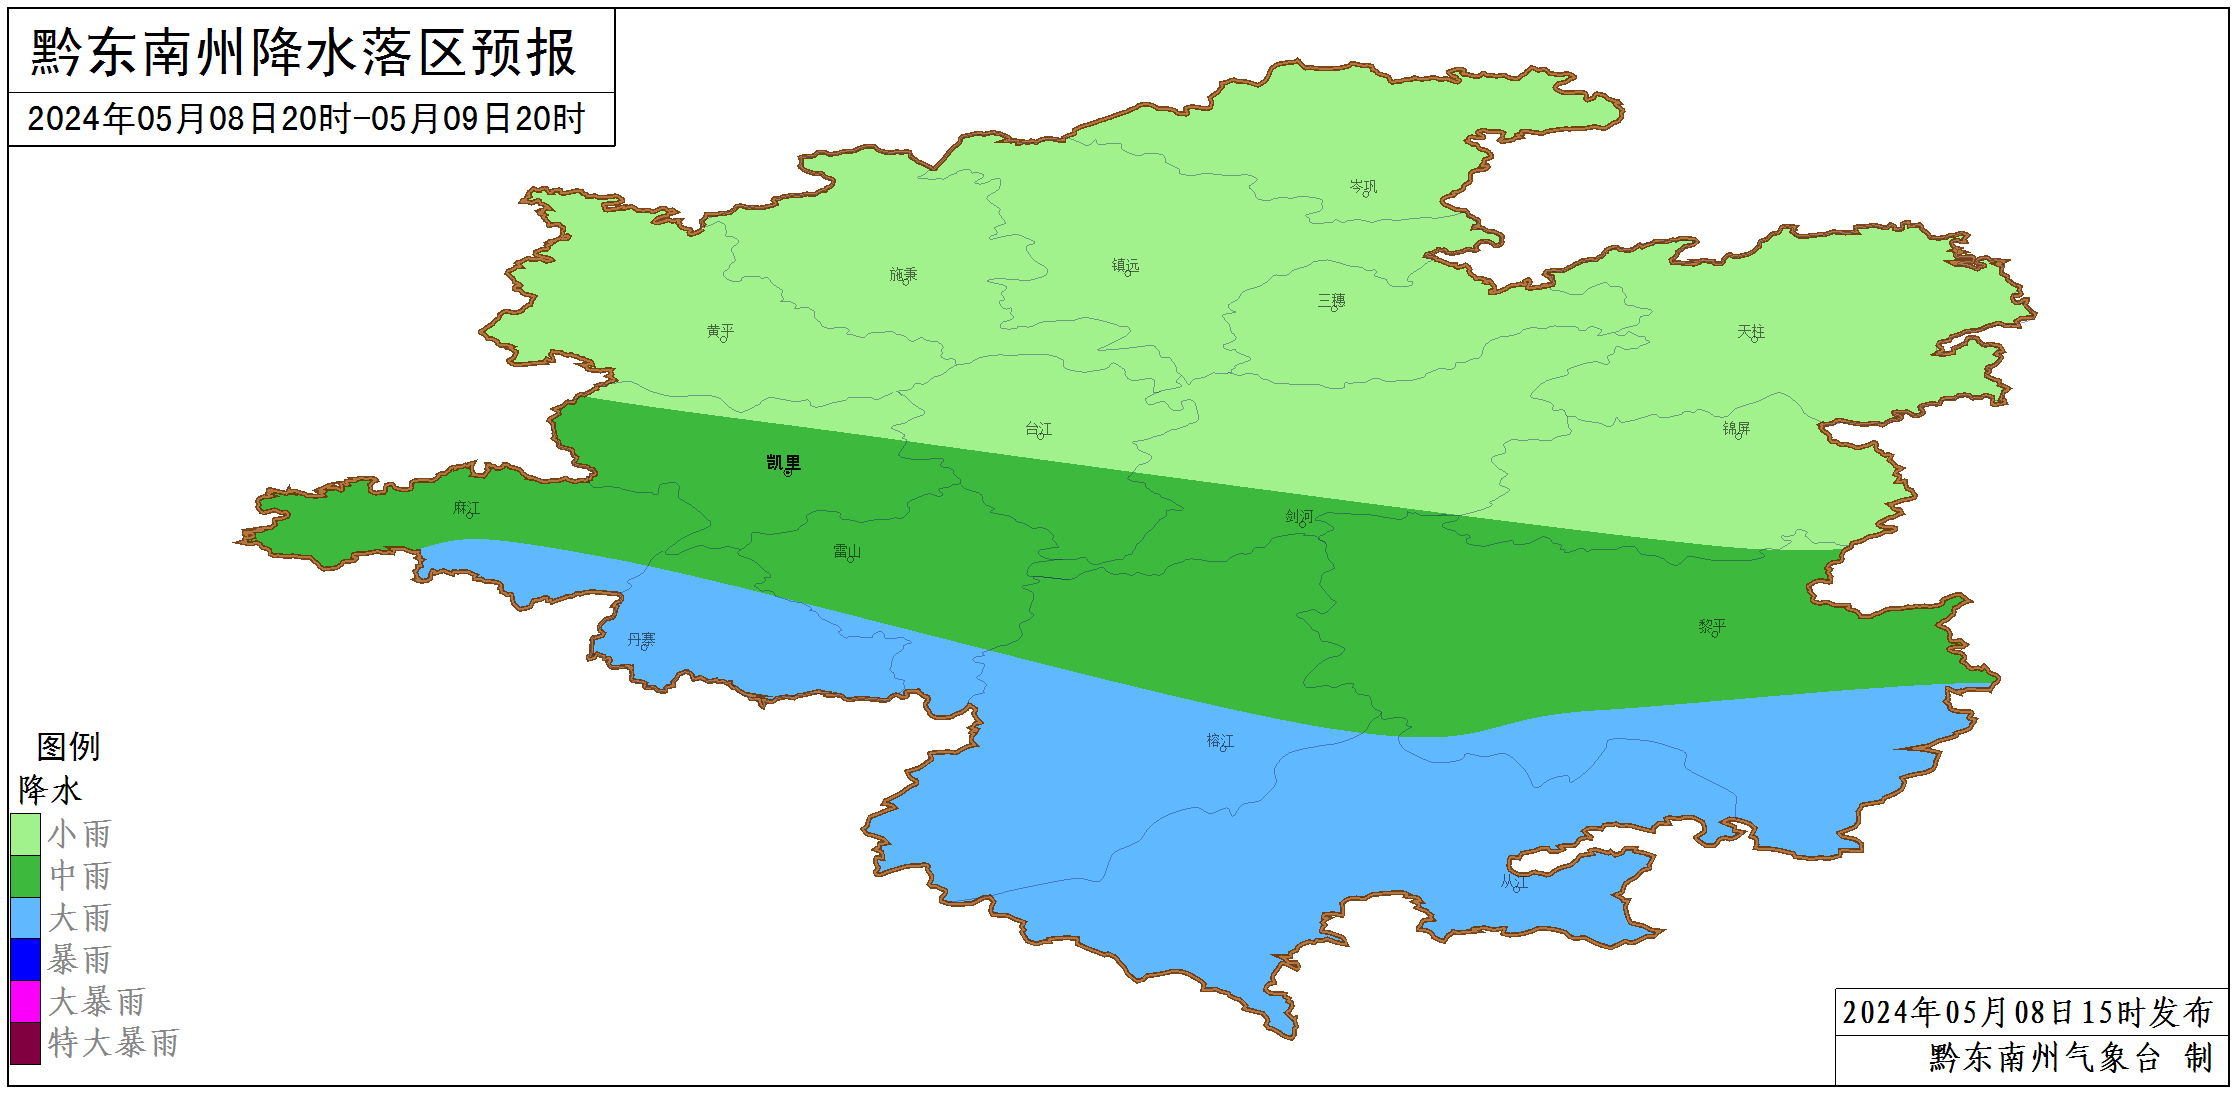 黔东南州降水落区预报
2024年05月08日20时-05月09日20时
岑巩
施秉
镇远
三穗
黄平
天柱
台江
锦屏
凯里
麻江
剑河
雷山
黎平
丹寨
榕江
从江
图例
降水
小雨
中雨
大雨
暴雨
大暴雨
特大暴雨
2024年05月08日15时发布
黔东南州气象台 制